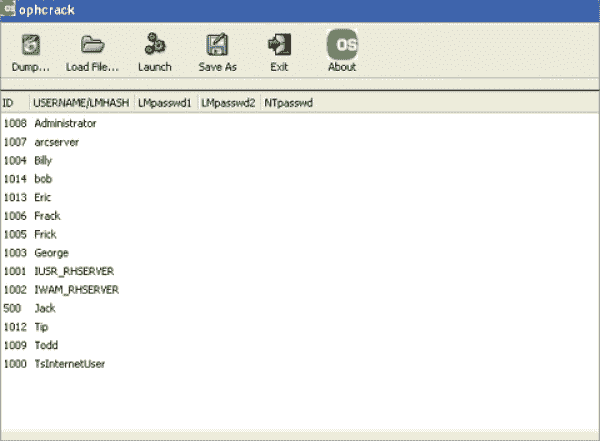 OS ophcrack
Dump... Load File... Launch Save As Exit OS About
ID USERNAME/LMHASH LMpasswd1 LMpasswd2 NTpasswd
1008 Administrator
1007 arcserver
1004 Billy
1014 bob
1013 Eric
1006 Frack
1005 Frick
1003 George
1001 IUSR_RHSERVER
1002 IWAM_RHSERVER
500 Jack
1012 Tip
1009 Todd
1000 TsInternetUser